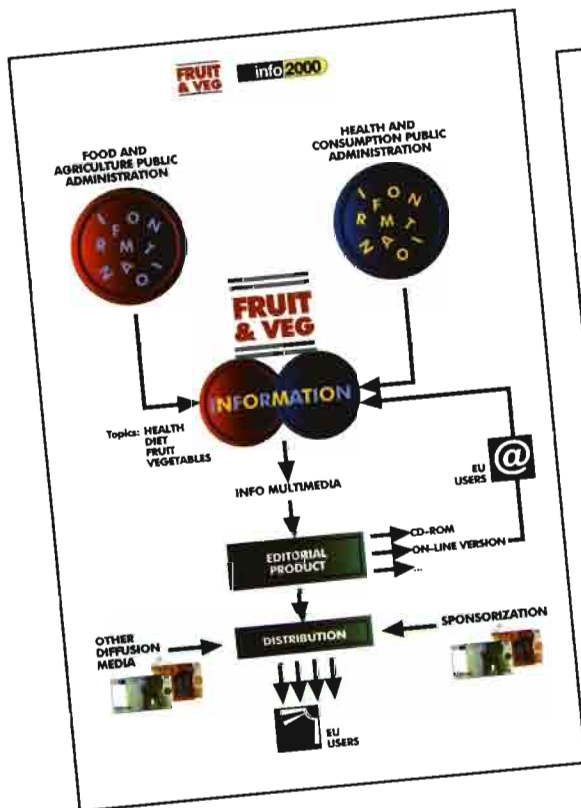 FRUIT
& VEG
info2000
FOOD AND
AGRICULTURE PUBLIC
ADMINISTRATION
HEALTH AND
CONSUMPTION PUBLIC
ADMINISTRATION
I F O N
R M T
N A O I
I F O N
R M T
N A O I
FRUIT
& VEG
INFORMATION
Topics: HEALTH
DIET
FRUIT
VEGETABLES
@
EU
USERS
INFO MULTIMEDIA
EDITORIAL
PRODUCT
CD-ROM
ON-LINE VERSION
...
OTHER
DIFFUSION
MEDIA
DISTRIBUTION
SPONSORIZATION
EU
USERS